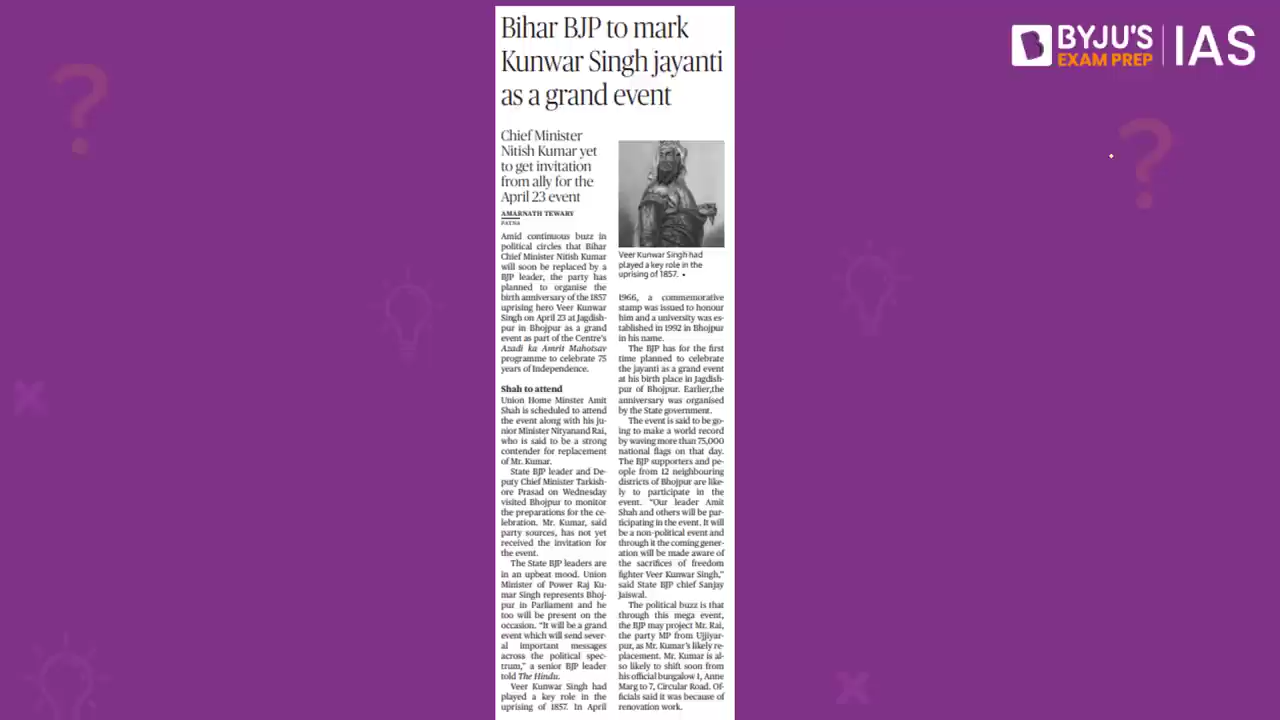 Bihar BJP to mark
Kunwar Singh jayanti
as a grand event
Chief Minister
Nitish Kumar yet
to get invitation
from ally for the
April 23 event
AMARNATH TEWARY
PATNA
Amid continuous buzz in
political circles that Bihar
Chief Minister Nitish Kumar
will soon be replaced by a
BJP leader, the party has
planned to organise the
birth anniversary of the 1857
uprising hero Veer Kunwar
Singh on April 23 at Jagdish-
pur in Bhojpur as a grand
event as part of the Centre's
Azadi ka Amrit Mahotsav
programme to celebrate 75
years of Independence.
Shah to attend
Union Home Minster Amit
Shah is scheduled to attend
the event along with his ju-
nior Minister Nityanand Rai,
who is said to be a strong
contender for replacement
of Mr. Kumar.
State BJP leader and De-
puty Chief Minister Tarkish-
ore Prasad on Wednesday
visited Bhojpur to monitor
the preparations for the ce-
lebration. Mr. Kumar, said
party sources, has not yet
received the invitation for
the event.
The State BJP leaders are
in an upbeat mood. Union
Minister of Power Raj Ku-
mar Singh represents Bhoj-
pur in Parliament and he
too will be present on the
occasion. "It will be a grand
event which will send sever-
al important messages
across the political spec-
trum," a senior BJP leader
told The Hindu.
Veer Kunwar Singh had
played a key role in the
uprising of 1857. In April
Veer Kunwar Singh had
played a key role in the
uprising of 1857. •
1966, a commemorative
stamp was issued to honour
him and a university was es-
tablished in 1992 in Bhojpur
in his name.
The BJP has for the first
time planned to celebrate
the jayanti as a grand event
at his birth place in Jagdish-
pur of Bhojpur. Earlier,the
anniversary was organised
by the State government.
The event is said to be go-
ing to make a world record
by waving more than 75,000
national flags on that day.
The BJP supporters and pe-
ople from 12 neighbouring
districts of Bhojpur are like-
ly to participate in the
event. "Our leader Amit
Shah and others will be par-
ticipating in the event. It will
be a non-political event and
through it the coming gener-
ation will be made aware of
the sacrifices of freedom
fighter Veer Kunwar Singh,"
said State BJP chief Sanjay
Jaiswal.
The political buzz is that
through this mega event,
the BJP may project Mr. Rai,
the party MP from Ujjiyar-
pur, as Mr. Kumar's likely re-
placement. Mr. Kumar is al-
so likely to shift soon from
his official bungalow 1, Anne
Marg to 7, Circular Road. Of-
ficials said it was because of
renovation work.
BYJU'S
EXAM PREP
IAS